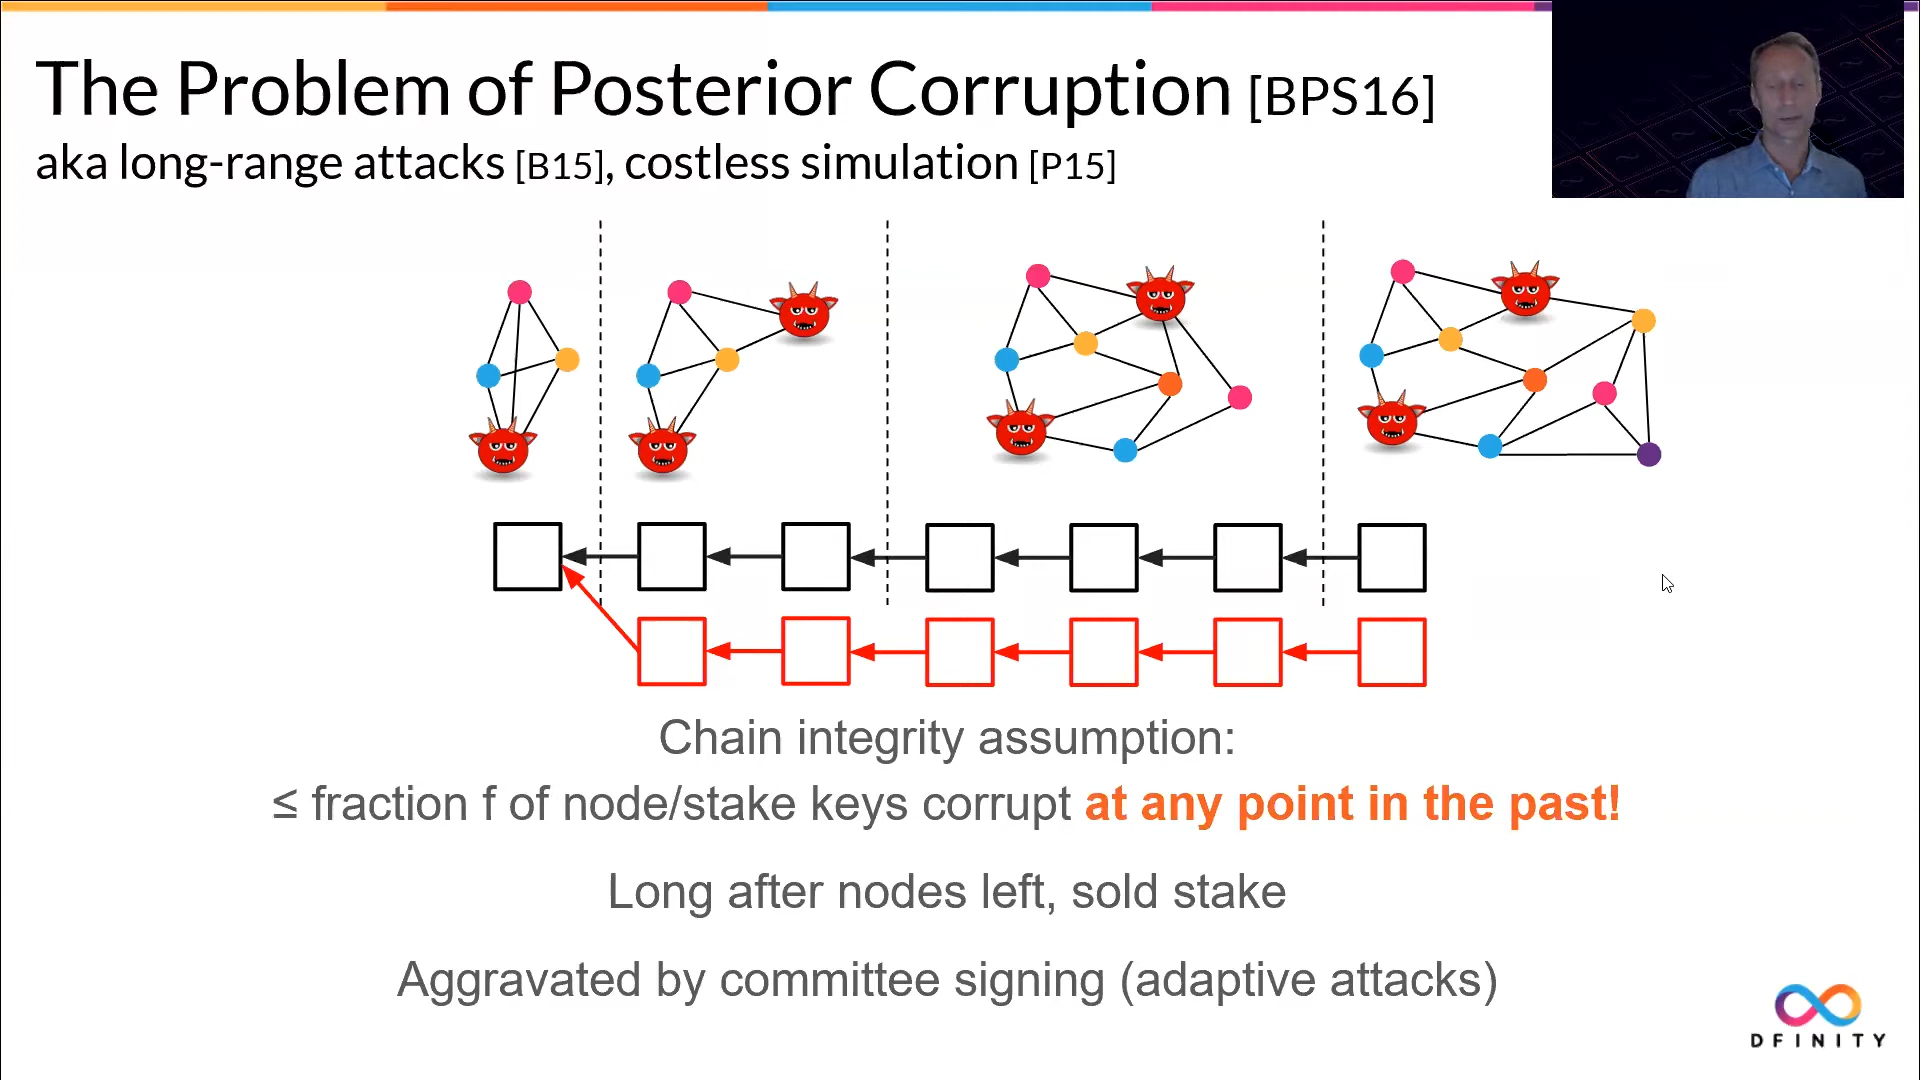 The Problem of Posterior Corruption [BPS16]
aka long-range attacks [B15], costless simulation [P15]
Chain integrity assumption:
≤ fraction f of node/stake keys corrupt at any point in the past!
Long after nodes left, sold stake
Aggravated by committee signing (adaptive attacks)
DFINITY